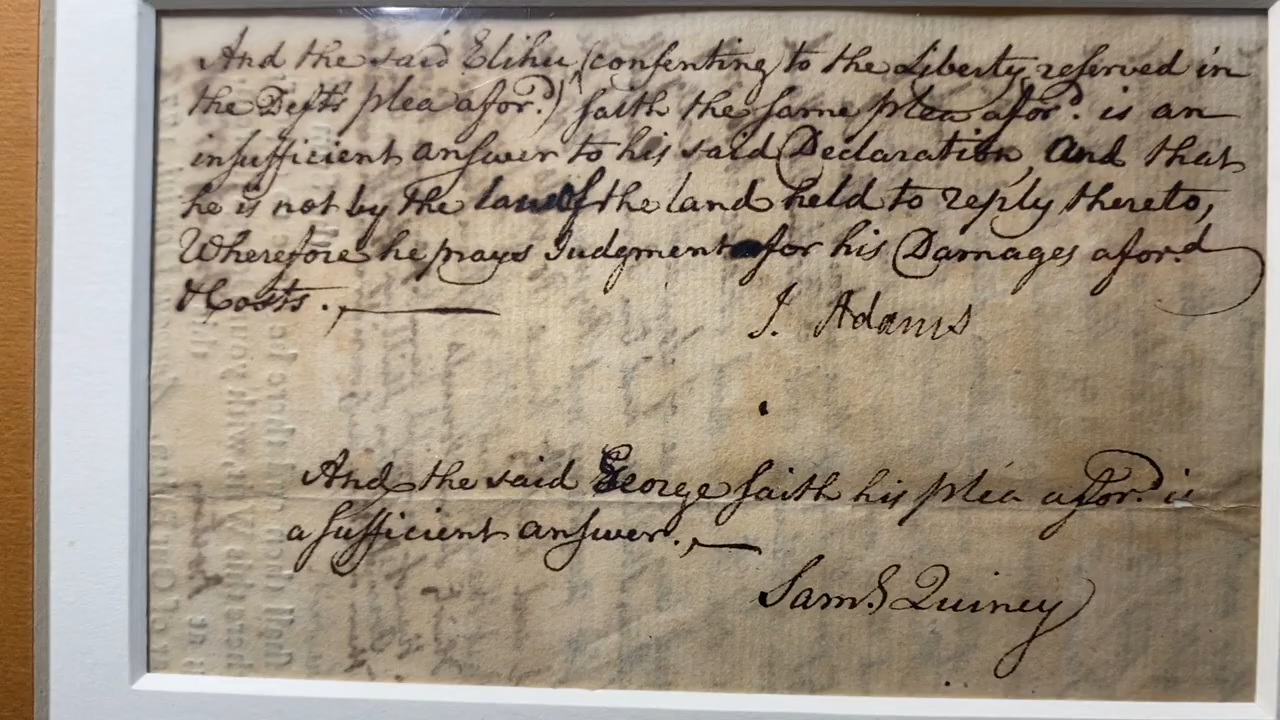 And the said Elihu (consenting to the Liberty reserved in
the Defts plea afor.d) saith the same plea afor.d is an
insufficient answer to his said Declaration, and that
he is not by the law of the land held to reply thereto,
Wherefore he prays Judgment for his Damages afor.d
& Costs.
J. Adams
And the said George saith his plea afor.d is
a sufficient answer.
Saml Quincy